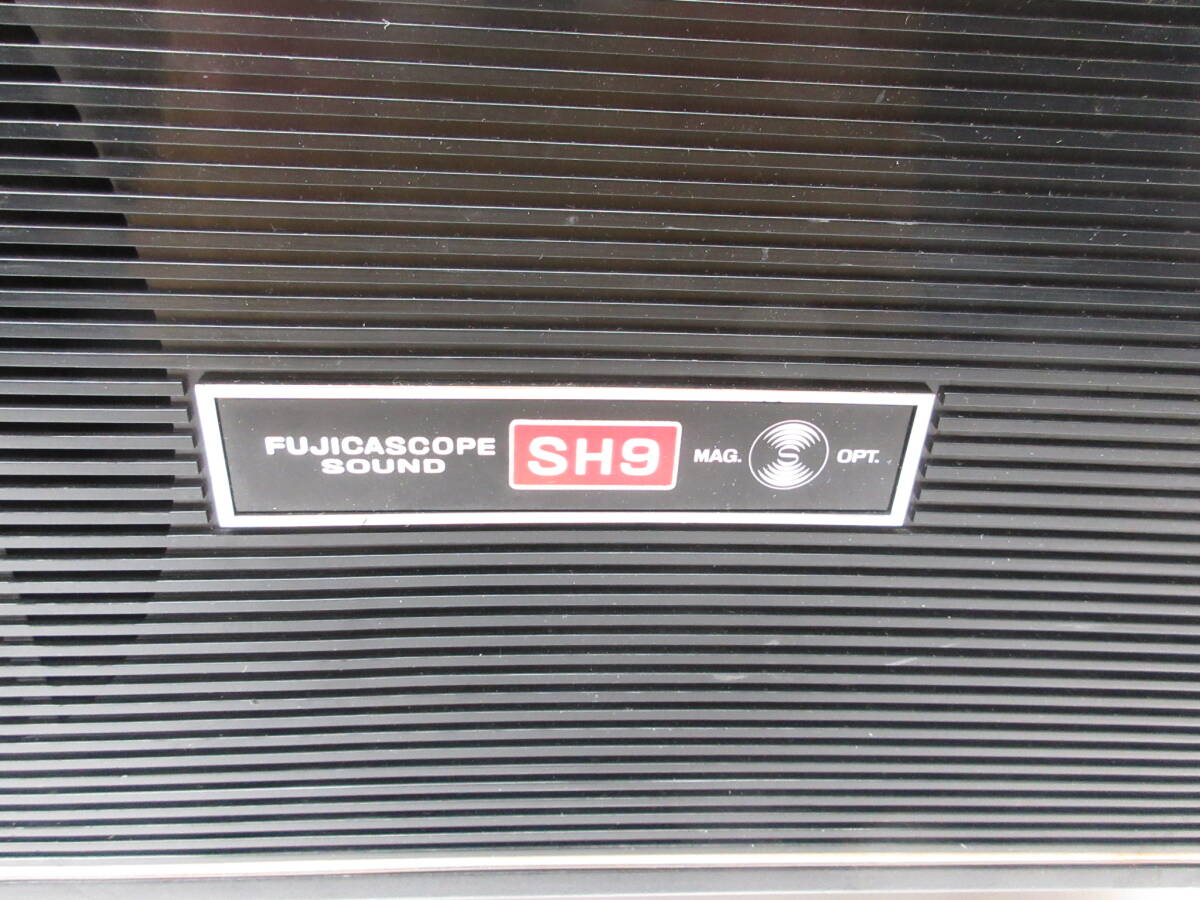 FUJICASCOPE
SOUND
SH9
MAG. S OPT.